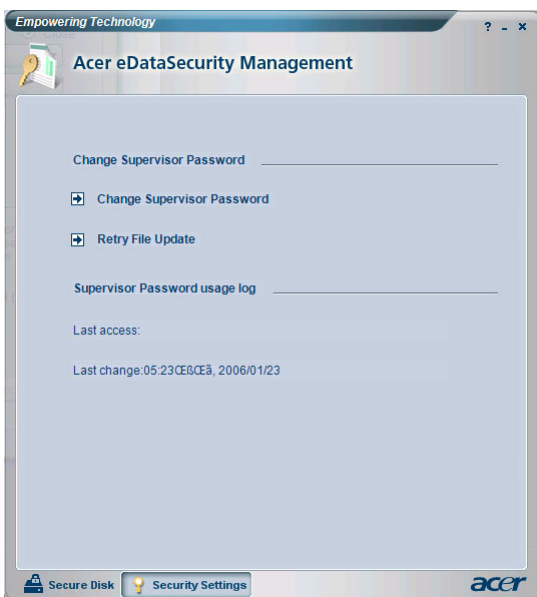 Empowering Technology
? - x
Acer eDataSecurity Management
Change Supervisor Password
Change Supervisor Password
Retry File Update
Supervisor Password usage log
Last access:
Last change:05:23ŒßŒã, 2006/01/23
Secure Disk
Security Settings
acer